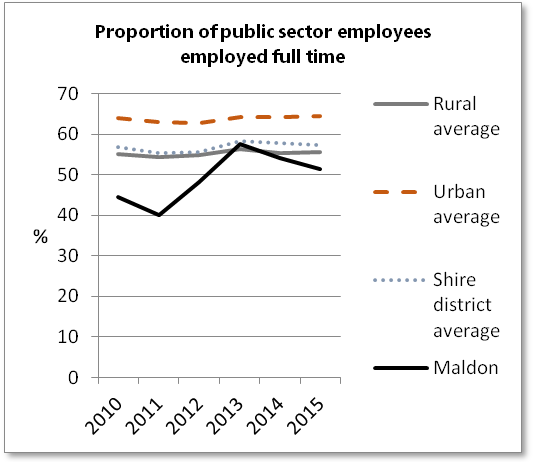 Proportion of public sector employees
employed full time
70
60
50
40
30
20
10
0
%
2010
2011
2012
2013
2014
2015
Rural
average
Urban
average
Shire
district
average
Maldon